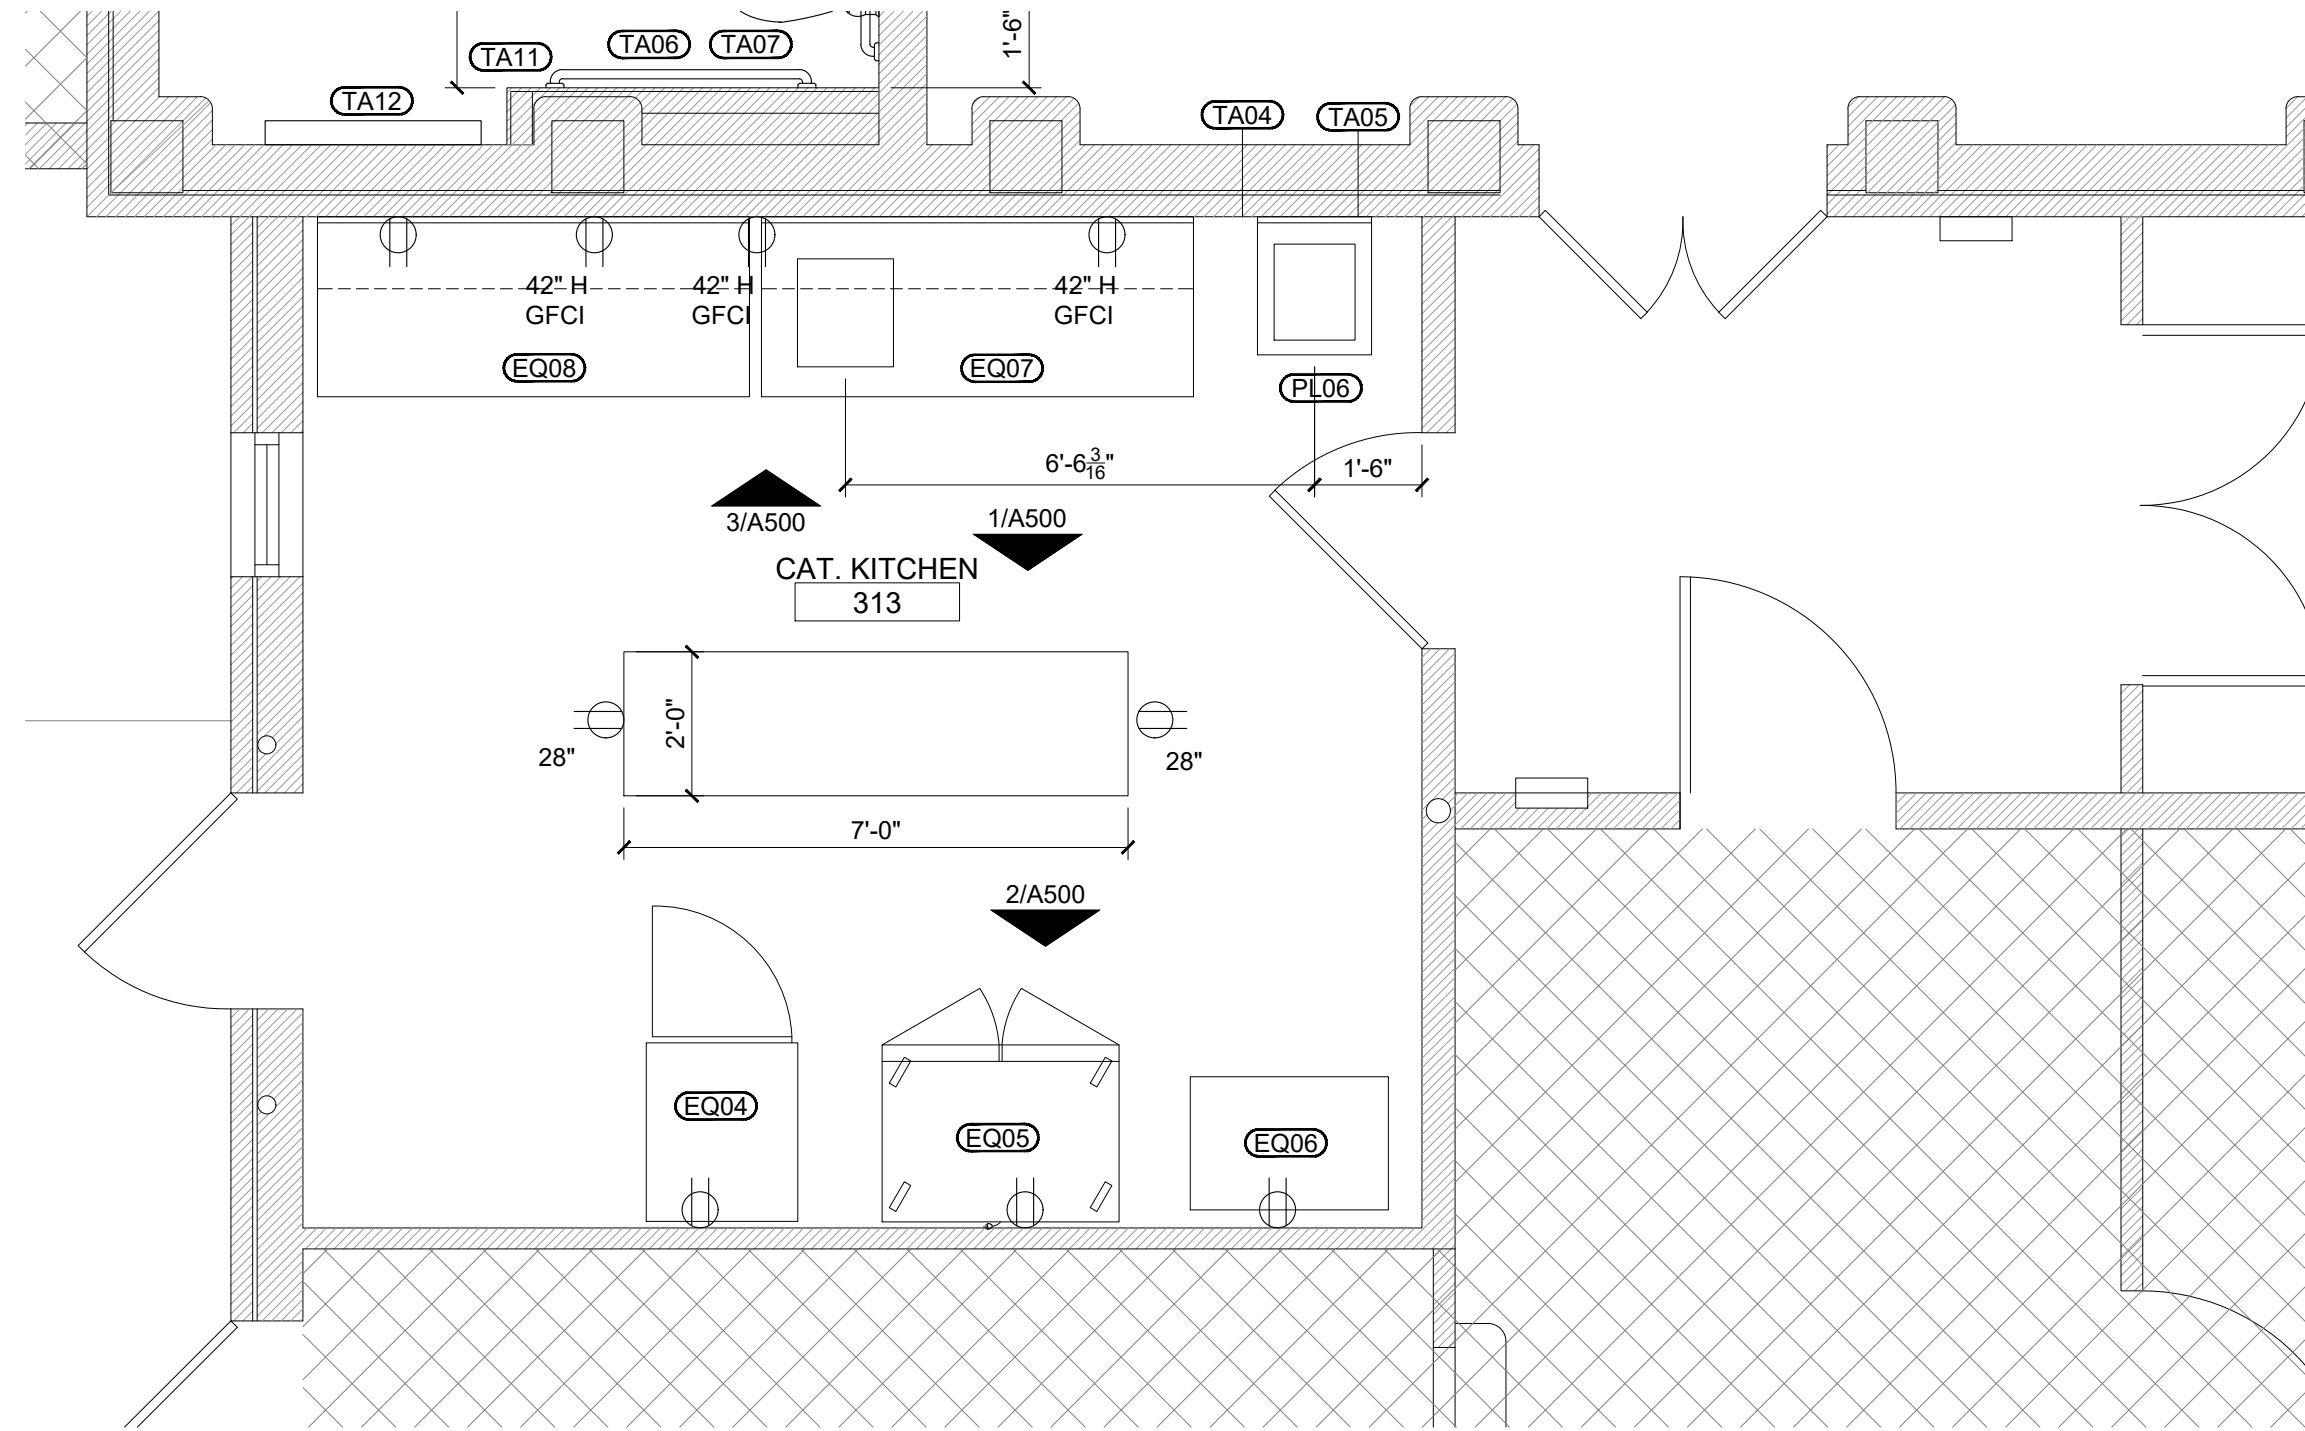 1'-6"
TA06
TA07
TA11
TA12
TA04
TA05
42" H
GFCI
42" H
GFCI
42" H
GFCI
EQ08
EQ07
PL06
6'-6 3/16"
1'-6"
3/A500
1/A500
CAT. KITCHEN
313
2'-0"
28"
28"
7'-0"
2/A500
EQ04
EQ05
EQ06